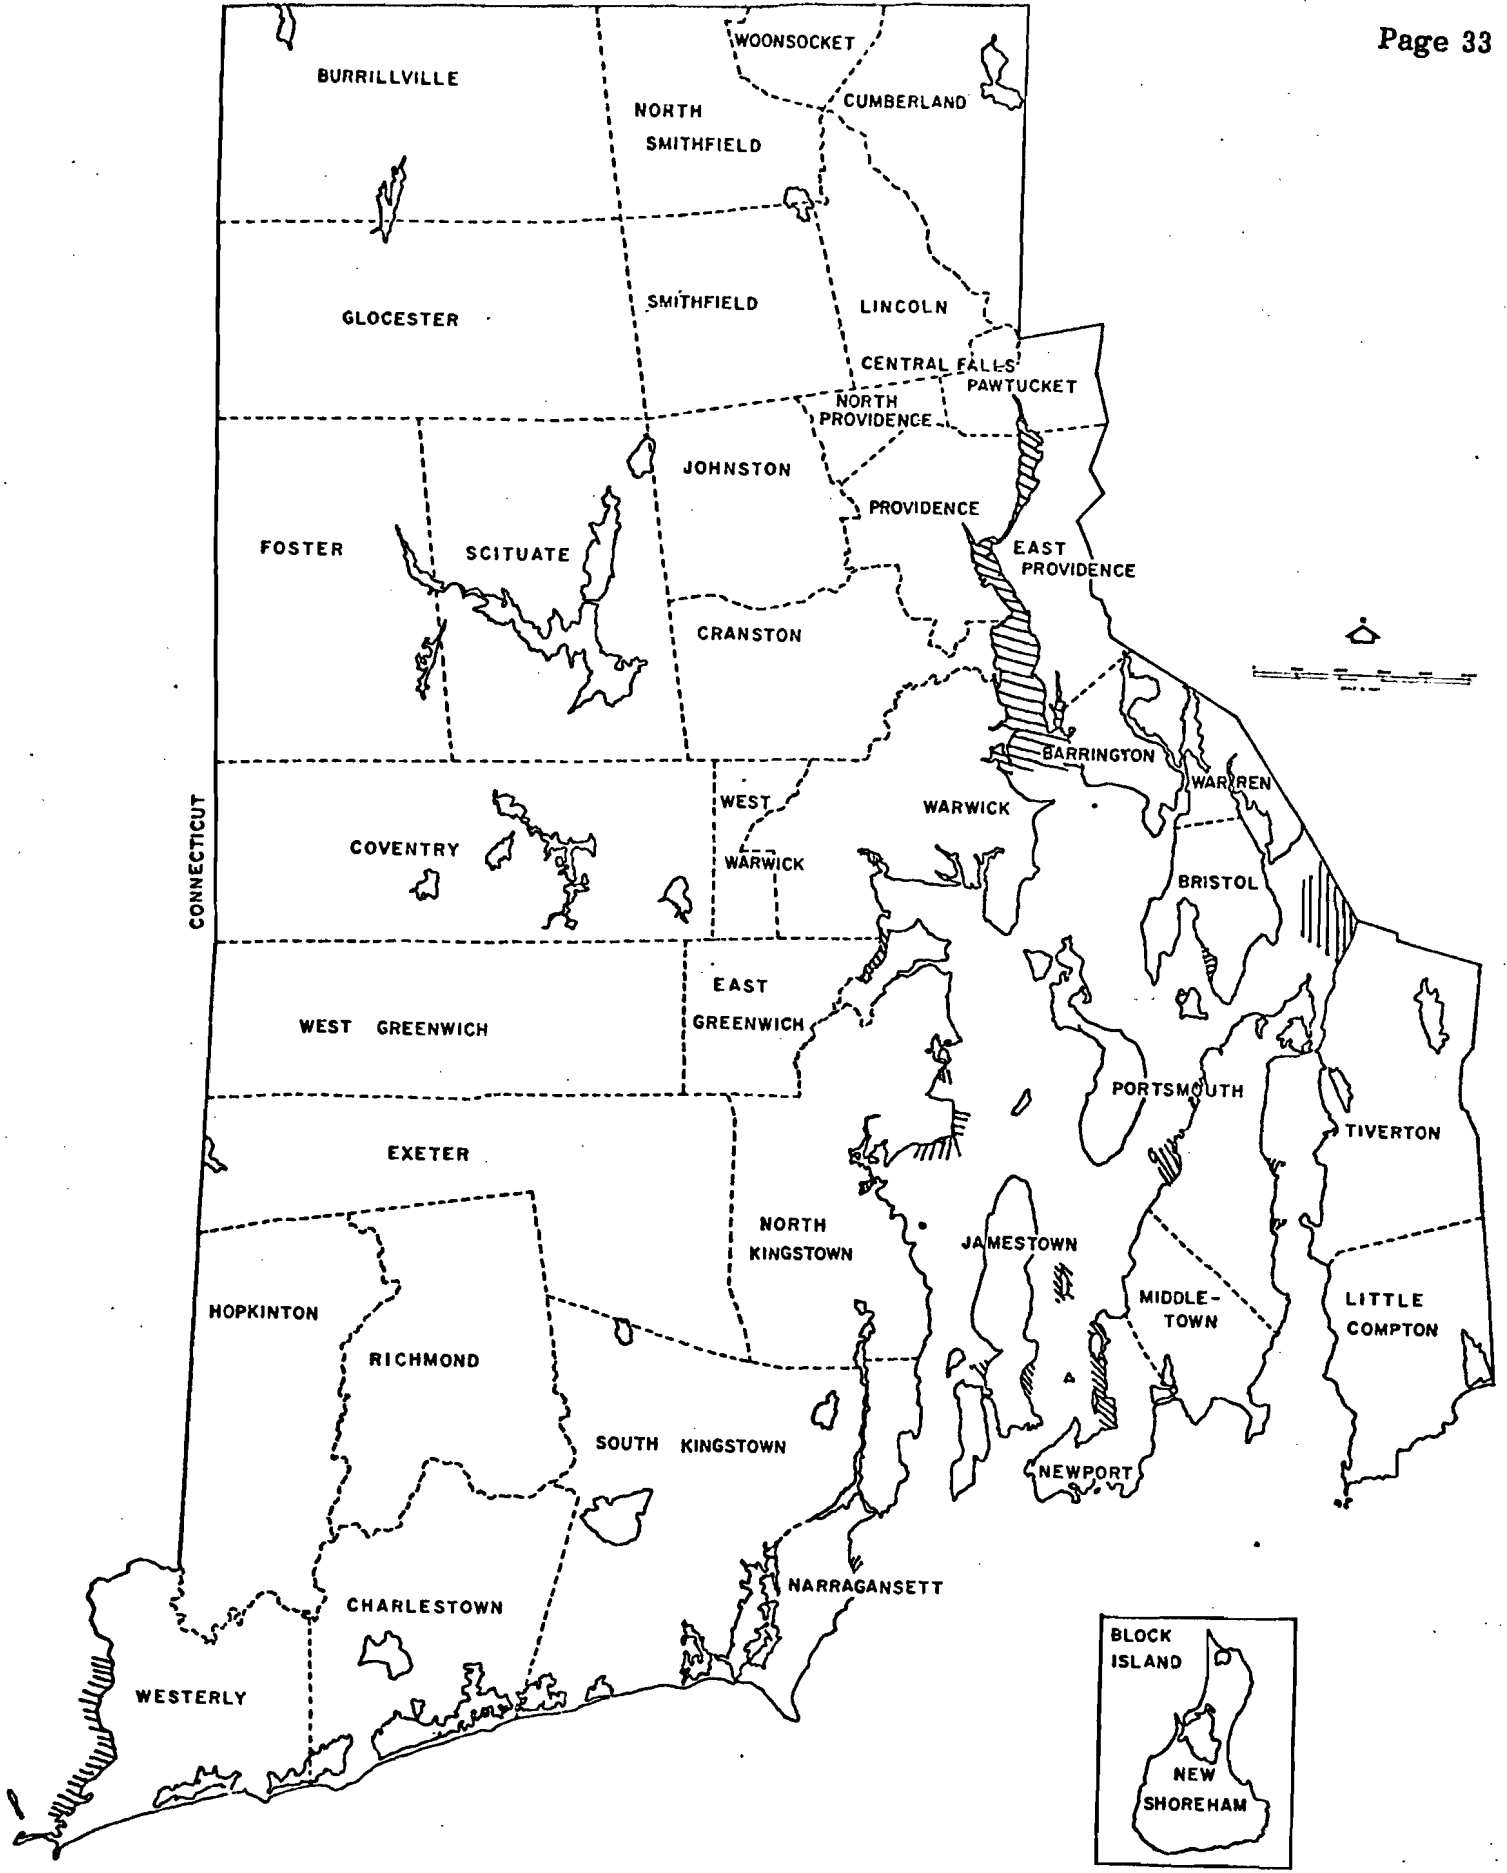 Page 33
WOONSOCKET
BURRILLVILLE
CUMBERLAND
NORTH
SMITHFIELD
SMITHFIELD
LINCOLN
GLOCESTER
CENTRAL FALLS
PAWTUCKET
NORTH
PROVIDENCE
JOHNSTON
PROVIDENCE
FOSTER
SCITUATE
EAST
PROVIDENCE
CRANSTON
BARRINGTON
WARREN
WEST
WARWICK
WARWICK
CONNECTICUT
COVENTRY
BRISTOL
EAST
GREENWICH
WEST GREENWICH
PORTSMOUTH
TIVERTON
EXETER
NORTH
KINGSTOWN
JAMESTOWN
HOPKINTON
MIDDLE-
TOWN
LITTLE
COMPTON
RICHMOND
SOUTH KINGSTOWN
NEWPORT
NARRAGANSETT
CHARLESTOWN
WESTERLY
BLOCK
ISLAND
NEW
SHOREHAM